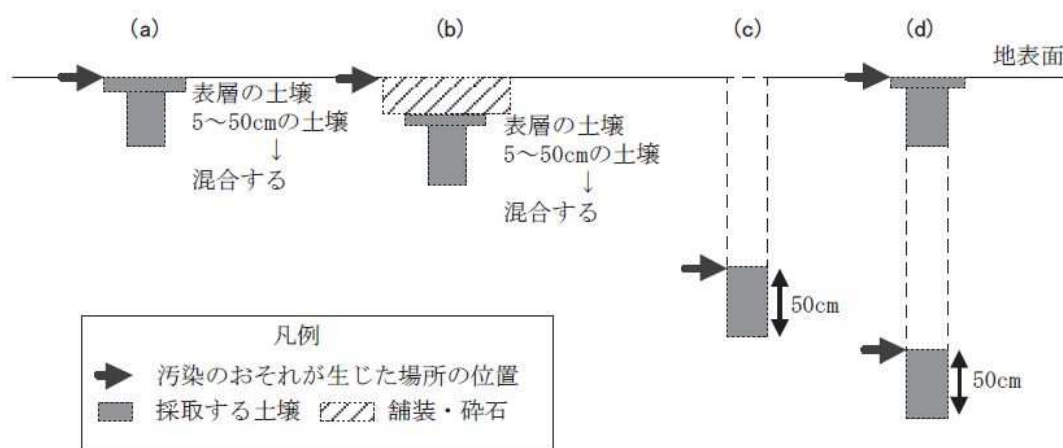 (a)
(b)
(c)
(d)
地表面
表層の土壌
5～50cmの土壌
↓
混合する
表層の土壌
5～50cmの土壌
↓
混合する
50cm
50cm
凡例
汚染のおそれが生じた場所の位置
採取する土壌
舗装・砕石